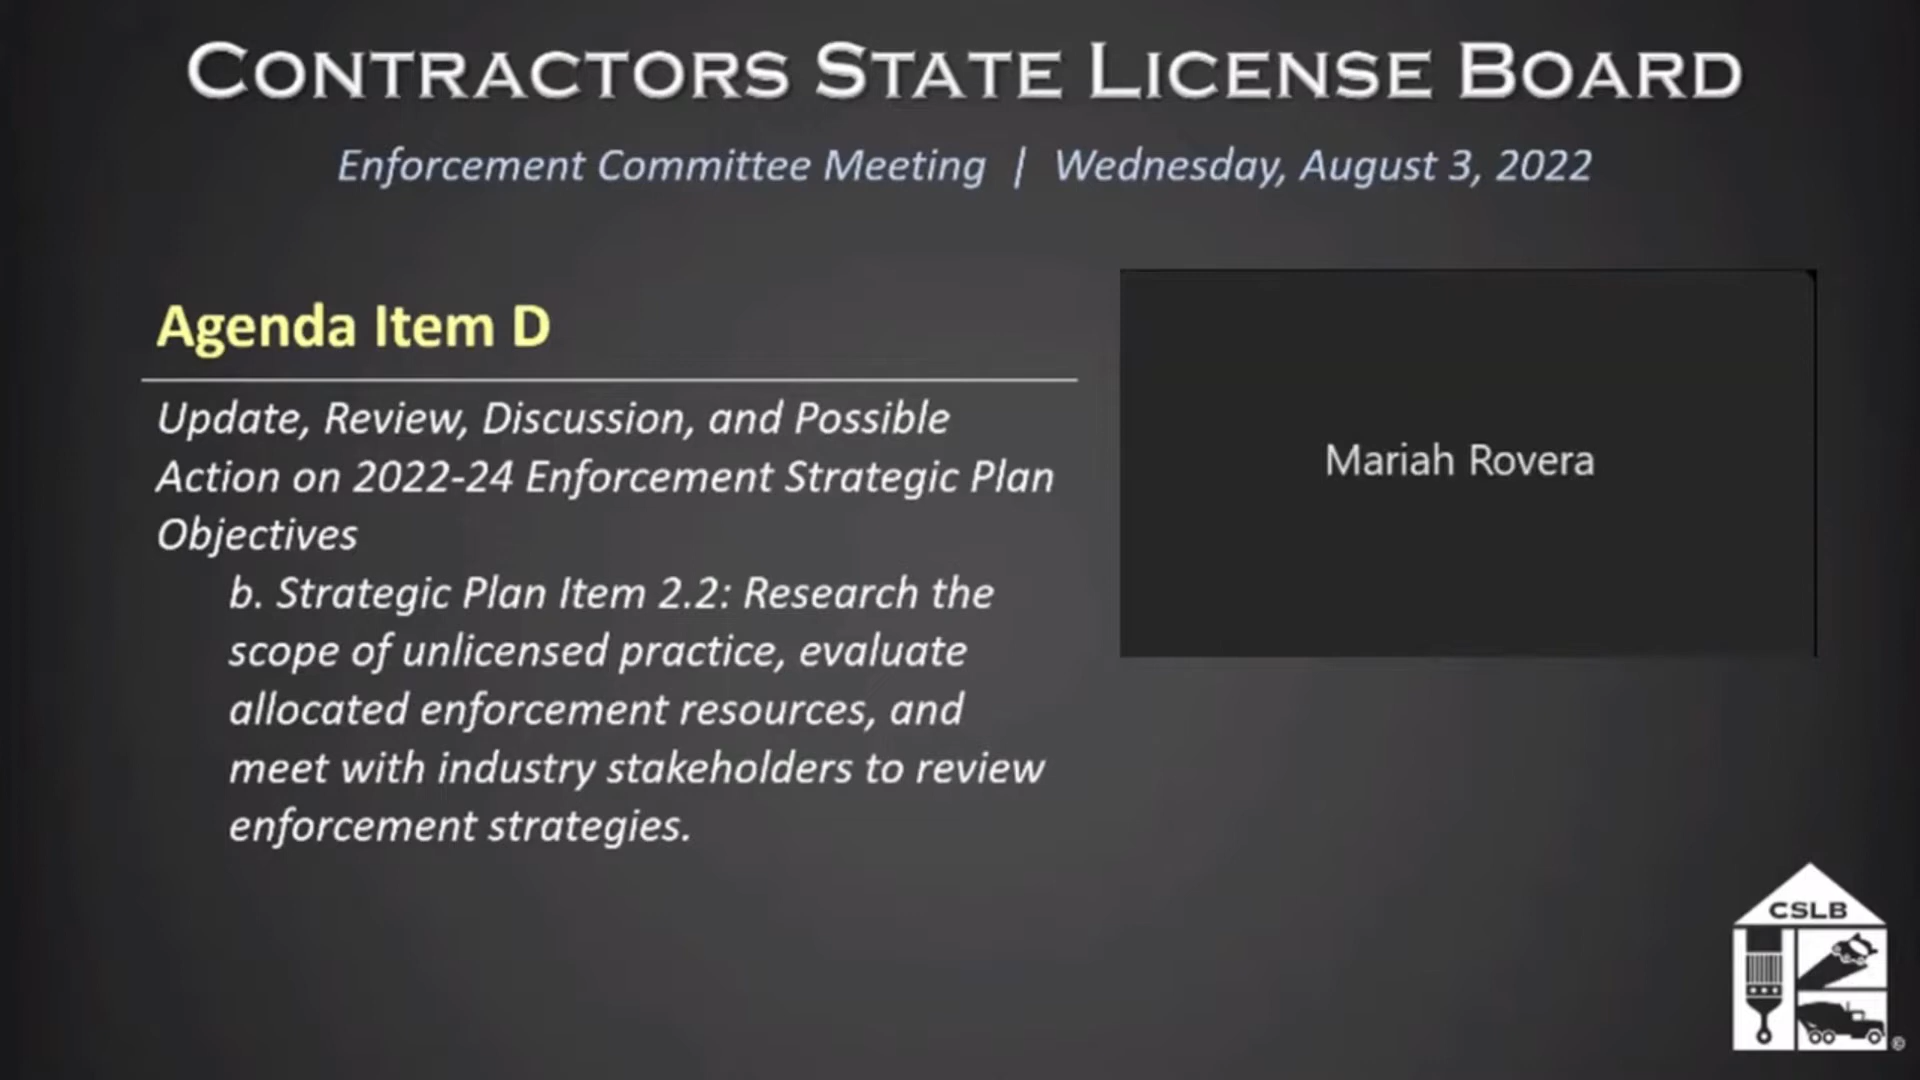 CONTRACTORS STATE LICENSE BOARD
Enforcement Committee Meeting | Wednesday, August 3, 2022
Agenda Item D
Update, Review, Discussion, and Possible
Action on 2022-24 Enforcement Strategic Plan
Objectives
b. Strategic Plan Item 2.2: Research the
scope of unlicensed practice, evaluate
allocated enforcement resources, and
meet with industry stakeholders to review
enforcement strategies.
Mariah Rovera
CSLB
©